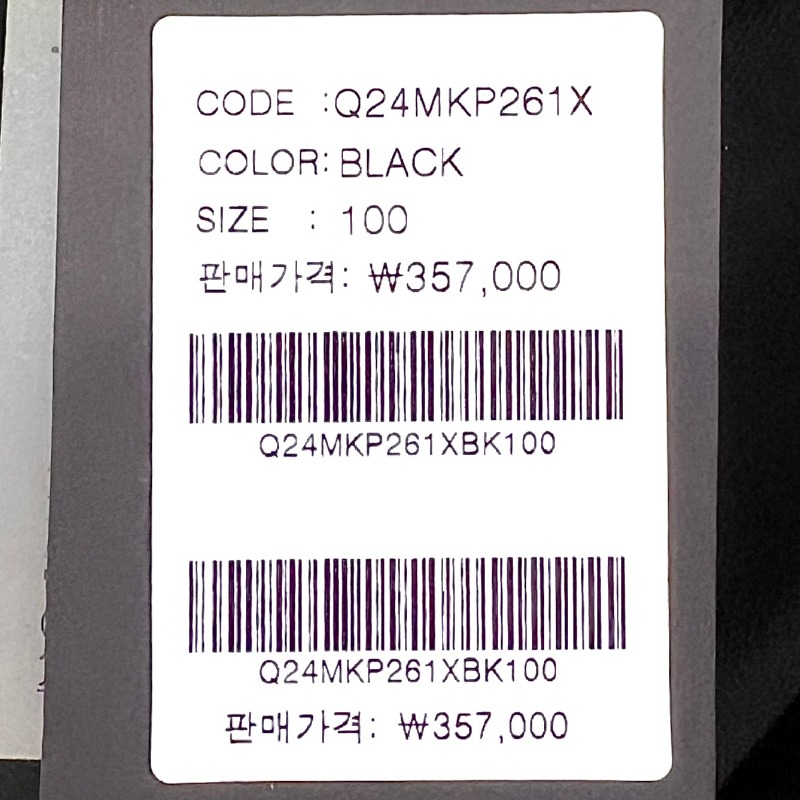 CODE :Q24MKP261X
COLOR: BLACK
SIZE : 100
판매가격: ₩357,000
Q24MKP261XBK100
Q24MKP261XBK100
판매가격: ₩357,000